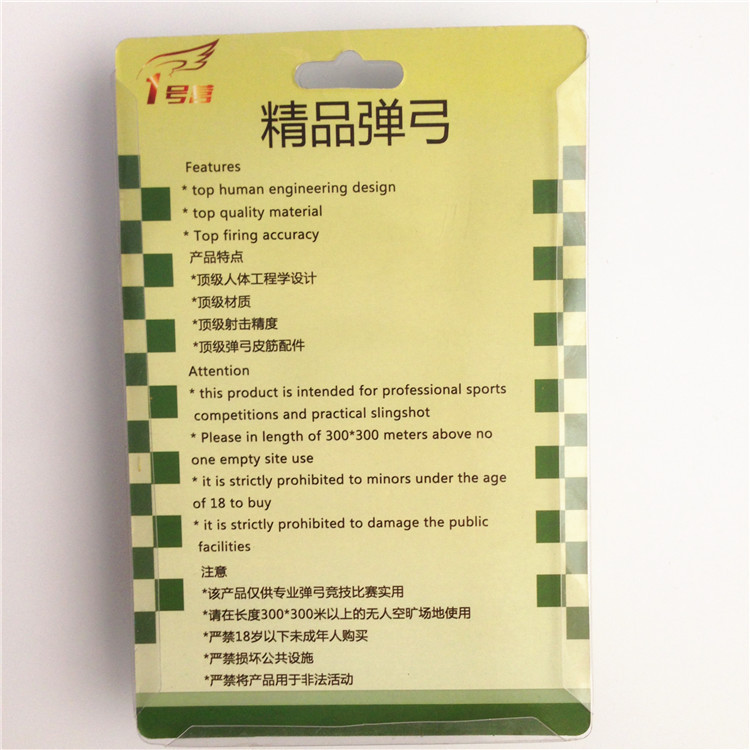 1号营
精品弹弓
Features
* top human engineering design
* top quality material
* Top firing accuracy
产品特点
*顶级人体工程学设计
*顶级材质
*顶级射击精度
*顶级弹弓皮筋配件
Attention
* this product is intended for professional sports
competitions and practical slingshot
* Please in length of 300*300 meters above no
one empty site use
* it is strictly prohibited to minors under the age
of 18 to buy
* it is strictly prohibited to damage the public
facilities
注意
*该产品仅供专业弹弓竞技比赛实用
*请在长度300*300米以上的无人空旷场地使用
*严禁18岁以下未成年人购买
*严禁损坏公共设施
*严禁将产品用于非法活动